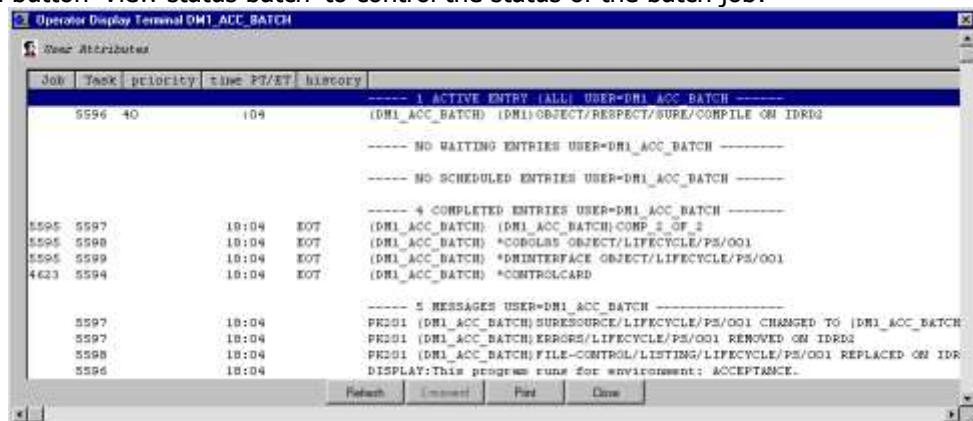 button 'view status batch' to control the status of the batch job.
Operator Display Terminal DM1_ACC_BATCH
User Attributes
Job Task priority time PT/ET history
----- 1 ACTIVE ENTRY (ALL) USER=DM1_ACC_BATCH ------
5596 40 :04 (DM1_ACC_BATCH) (DM1)OBJECT/RESPECT/SURE/COMPILE ON IDRD2
----- NO WAITING ENTRIES USER=DM1_ACC_BATCH --------
----- NO SCHEDULED ENTRIES USER=DM1_ACC_BATCH ------
----- 4 COMPLETED ENTRIES USER=DM1_ACC_BATCH -------
5595 5597 18:04 EOT (DM1_ACC_BATCH) (DM1_ACC_BATCH)COMP_2_OF_2
5595 5598 18:04 EOT (DM1_ACC_BATCH) *COBOL85 OBJECT/LIFECYCLE/PS/001
5595 5599 18:04 EOT (DM1_ACC_BATCH) *DMINTERFACE OBJECT/LIFECYCLE/PS/001
4623 5594 18:04 EOT (DM1_ACC_BATCH) *CONTROLCARD
----- 5 MESSAGES USER=DM1_ACC_BATCH ----------------
5597 18:04 PK201 (DM1_ACC_BATCH)SURESOURCE/LIFECYCLE/PS/001 CHANGED TO (DM1_ACC_BATCH
5597 18:04 PK201 (DM1_ACC_BATCH)ERRORS/LIFECYCLE/PS/001 REMOVED ON IDRD2
5598 18:04 PK201 (DM1_ACC_BATCH)FILE-CONTROL/LISTING/LIFECYCLE/PS/001 REPLACED ON IDR
5596 18:04 DISPLAY:This program runs for environment: ACCEPTANCE.
Refresh Print Close